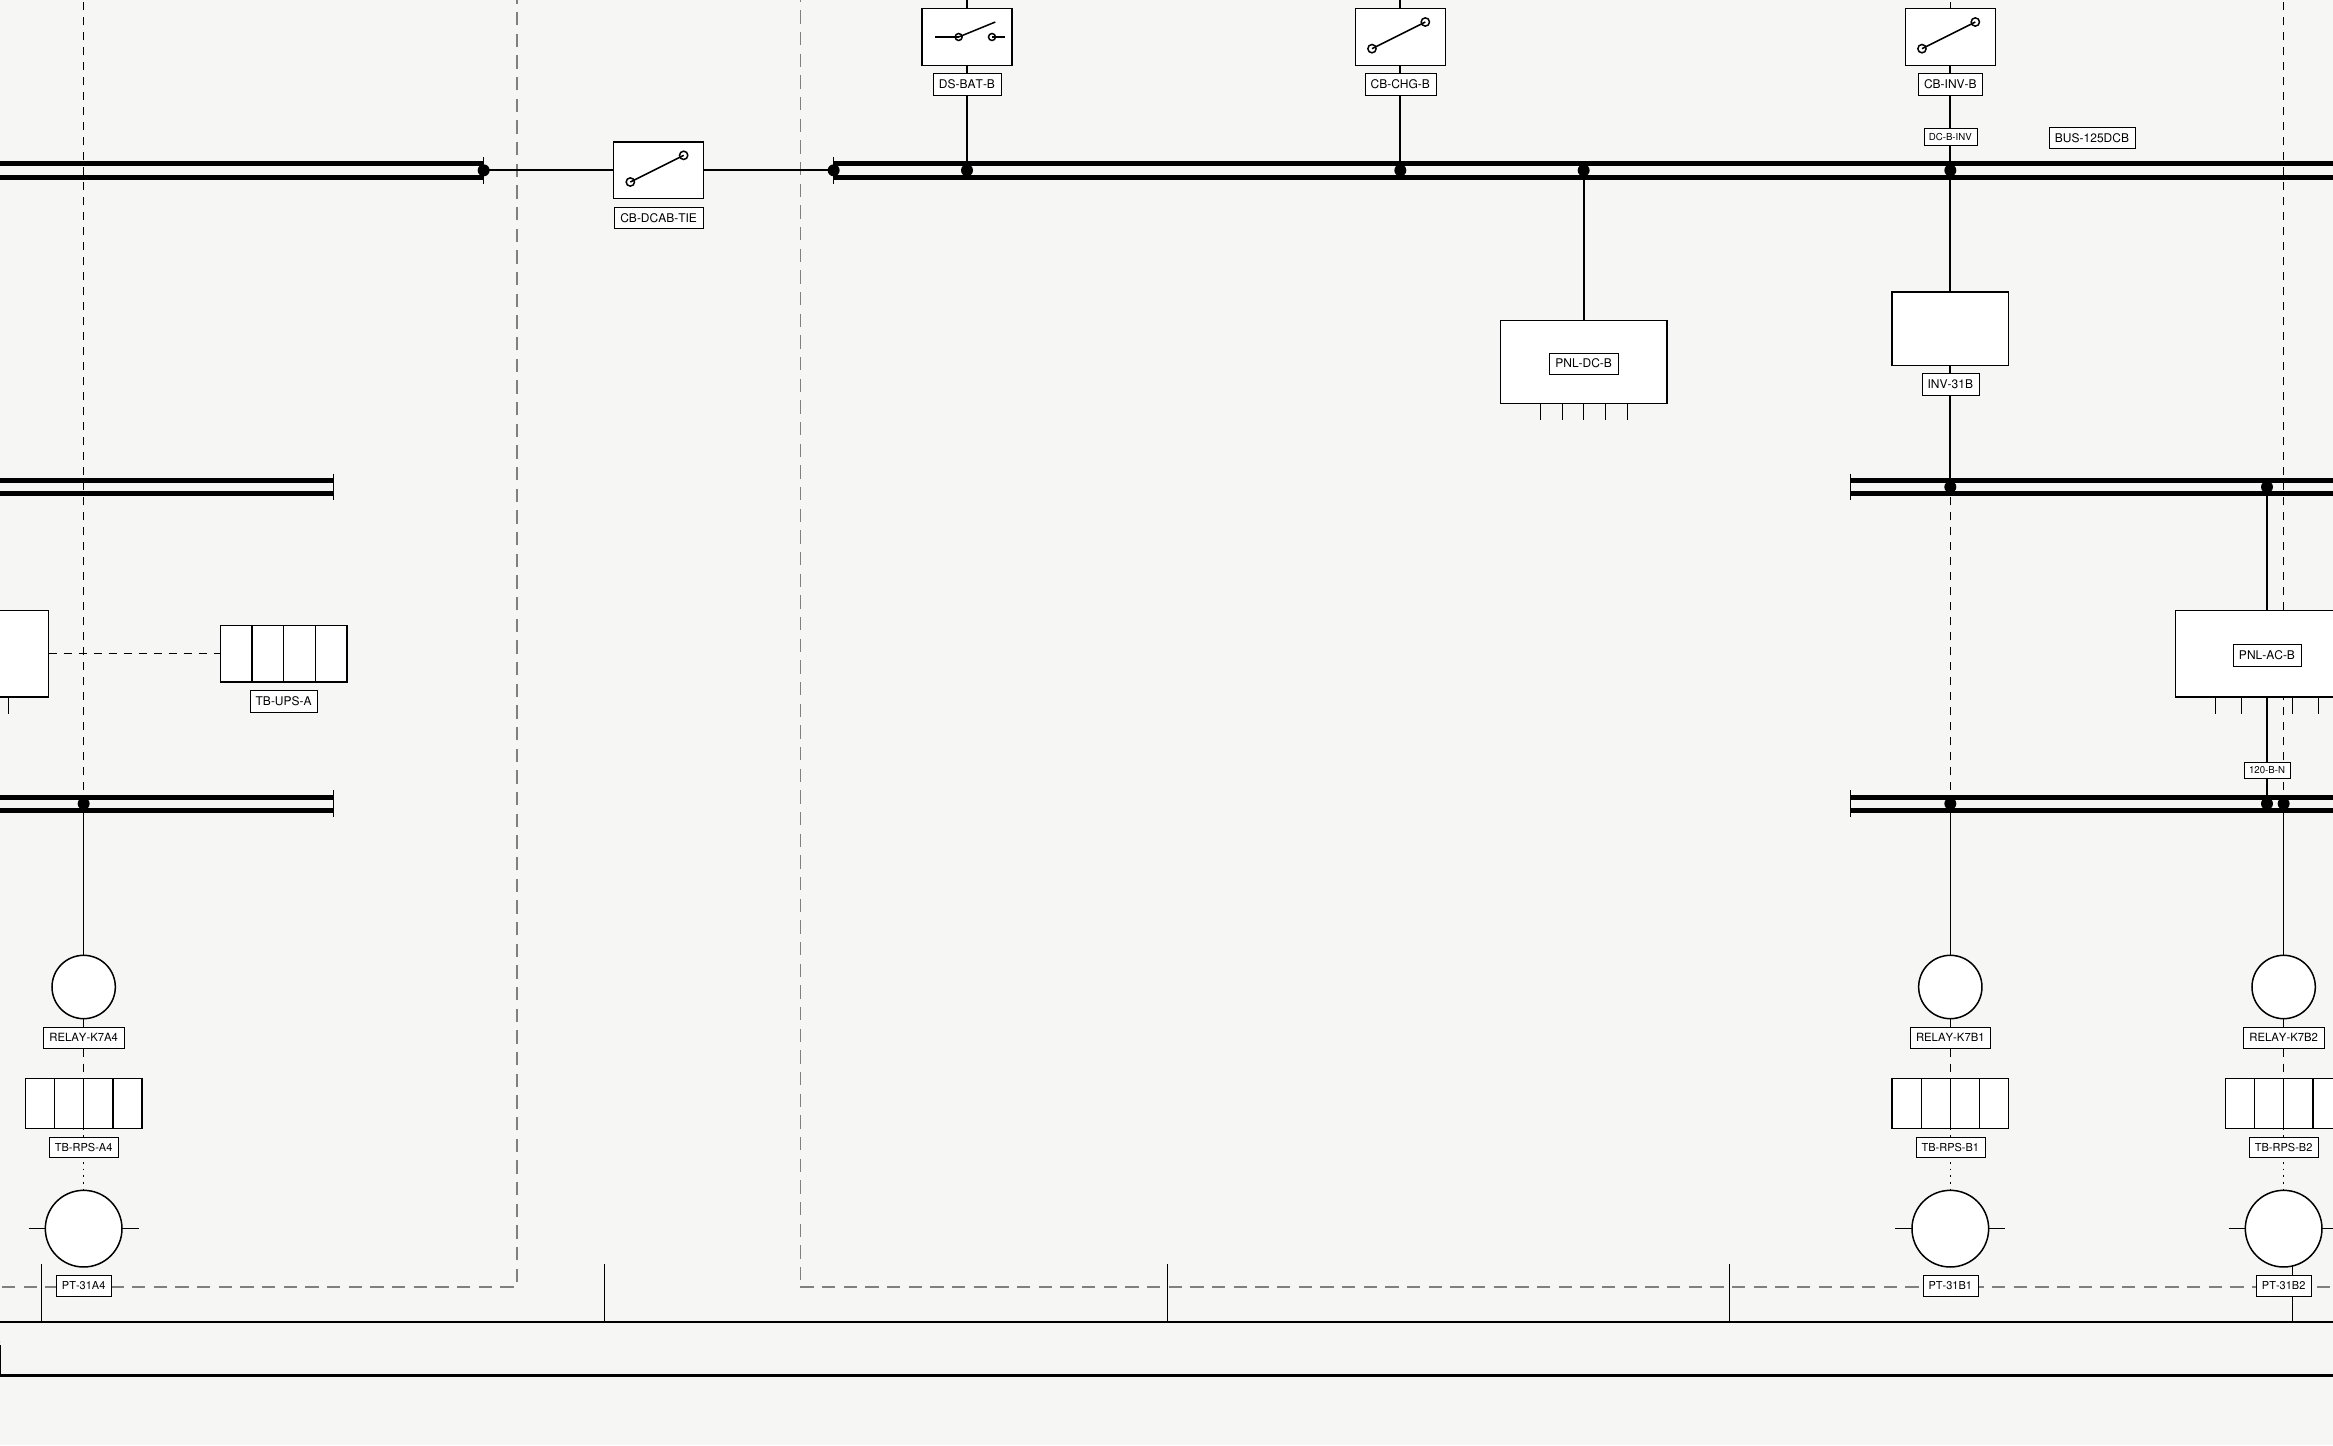 DS-BAT-B
CB-CHG-B
CB-INV-B
DC-B-INV
BUS-125DCB
CB-DCAB-TIE
PNL-DC-B
INV-31B
PNL-AC-B
TB-UPS-A
120-B-N
RELAY-K7A4
RELAY-K7B1
RELAY-K7B2
TB-RPS-A4
TB-RPS-B1
TB-RPS-B2
PT-31A4
PT-31B1
PT-31B2